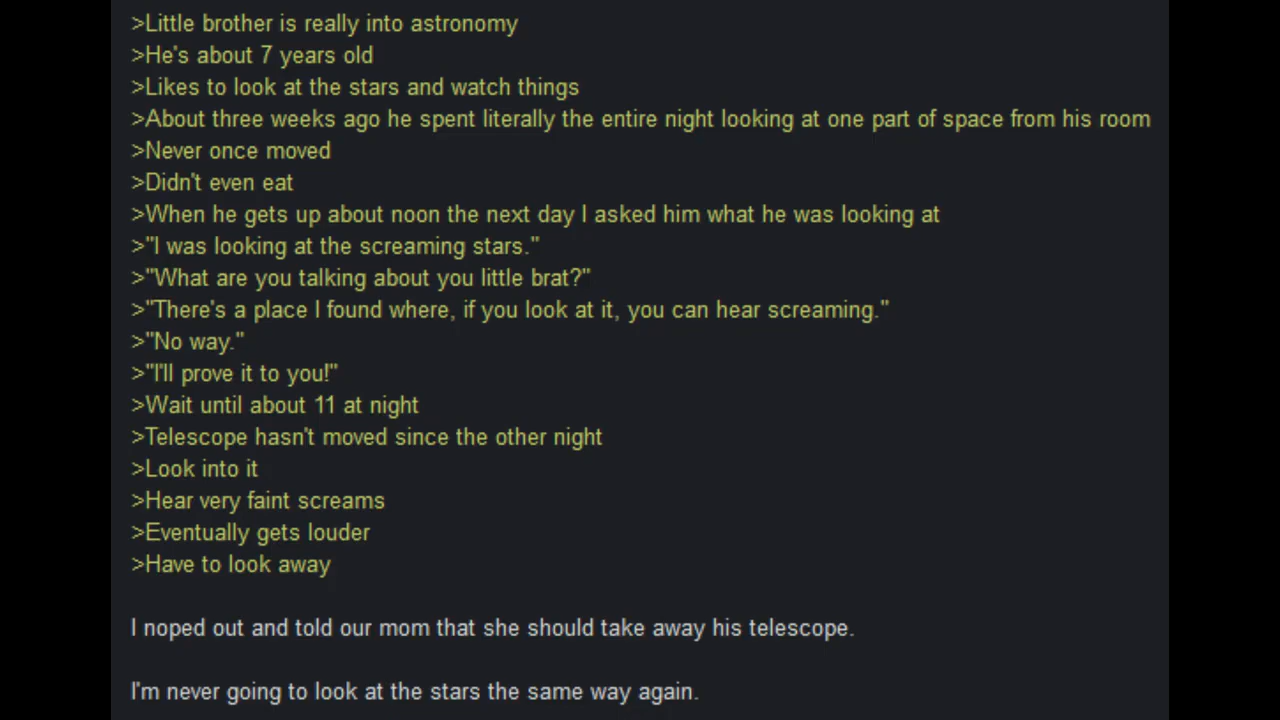 >Little brother is really into astronomy
>He's about 7 years old
>Likes to look at the stars and watch things
>About three weeks ago he spent literally the entire night looking at one part of space from his room
>Never once moved
>Didn't even eat
>When he gets up about noon the next day I asked him what he was looking at
>"I was looking at the screaming stars."
>"What are you talking about you little brat?"
>"There's a place I found where, if you look at it, you can hear screaming."
>"No way."
>"I'll prove it to you!"
>Wait until about 11 at night
>Telescope hasn't moved since the other night
>Look into it
>Hear very faint screams
>Eventually gets louder
>Have to look away
I noped out and told our mom that she should take away his telescope.
I'm never going to look at the stars the same way again.